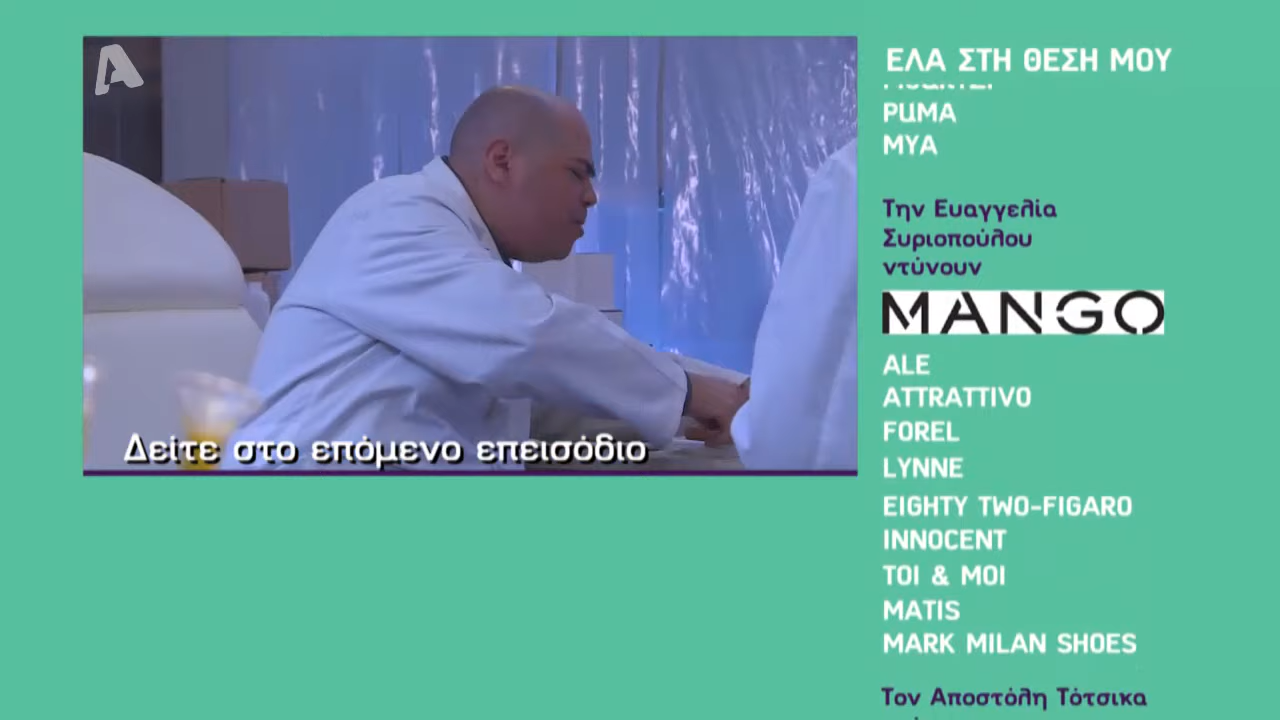 ΕΛΑ ΣΤΗ ΘΕΣΗ ΜΟΥ
PUMA
MYA
Την Ευαγγελία
Συριοπούλου
ντύνουν
MANGO
ALE
ATTRATTIVO
FOREL
LYNNE
EIGHTY TWO-FIGARO
INNOCENT
TOI & MOI
MATIS
MARK MILAN SHOES
Τον Αποστόλη Τότσικα
Δείτε στο επόμενο επεισόδιο